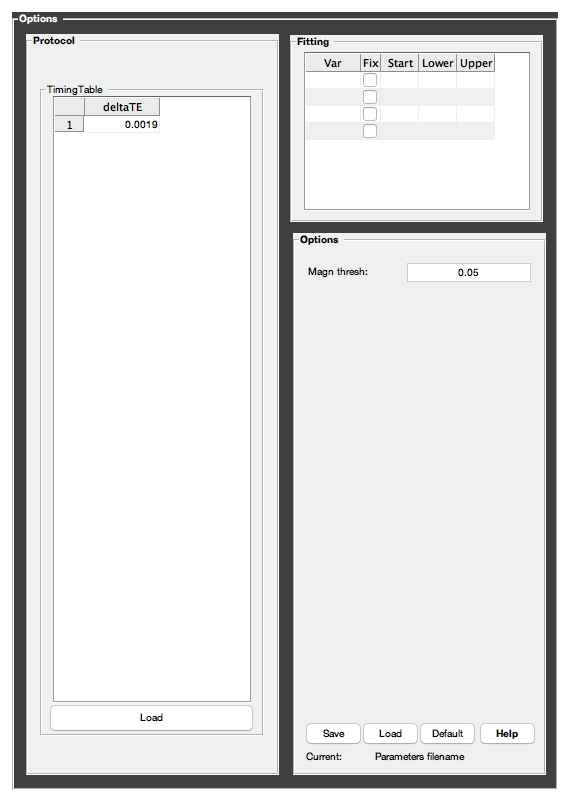 Options
Protocol
TimingTable
deltaTE
1 0.0019
Load
Fitting
Var Fix Start Lower Upper
Options
Magn thresh: 0.05
Save Load Default Help
Current: Parameters filename